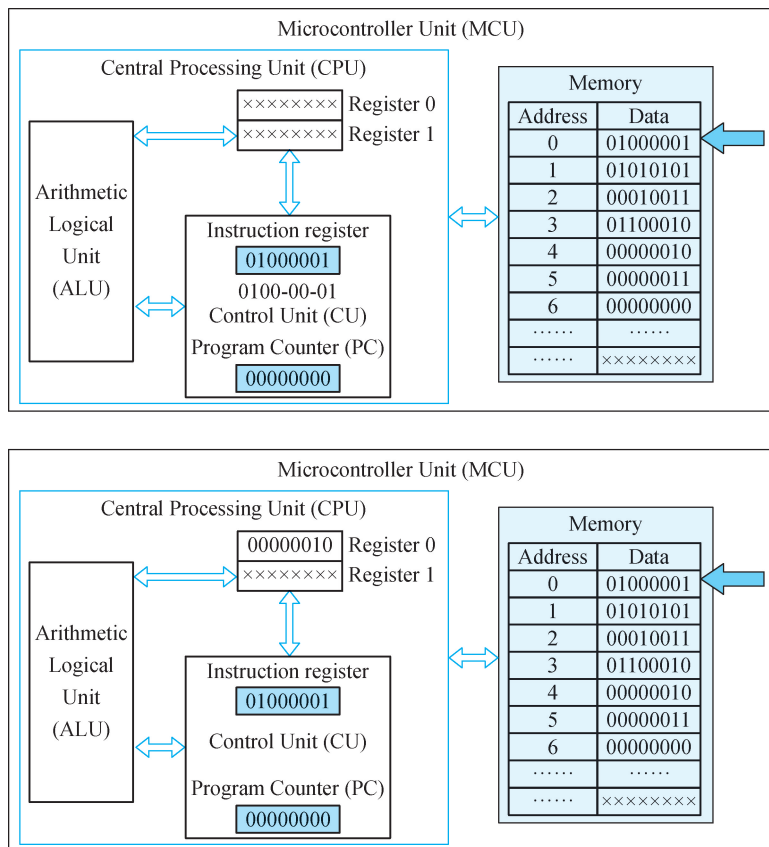 Microcontroller Unit (MCU)
Central Processing Unit (CPU)
×××××××× Register 0
×××××××× Register 1
Arithmetic
Logical
Unit
(ALU)
Instruction register
01000001
0100-00-01
Control Unit (CU)
Program Counter (PC)
00000000
Memory
Address Data
0 01000001
1 01010101
2 00010011
3 01100010
4 00000010
5 00000011
6 00000000
…… ……
…… ××××××××
Microcontroller Unit (MCU)
Central Processing Unit (CPU)
00000010 Register 0
×××××××× Register 1
Arithmetic
Logical
Unit
(ALU)
Instruction register
01000001
Control Unit (CU)
Program Counter (PC)
00000000
Memory
Address Data
0 01000001
1 01010101
2 00010011
3 01100010
4 00000010
5 00000011
6 00000000
…… ……
…… ××××××××